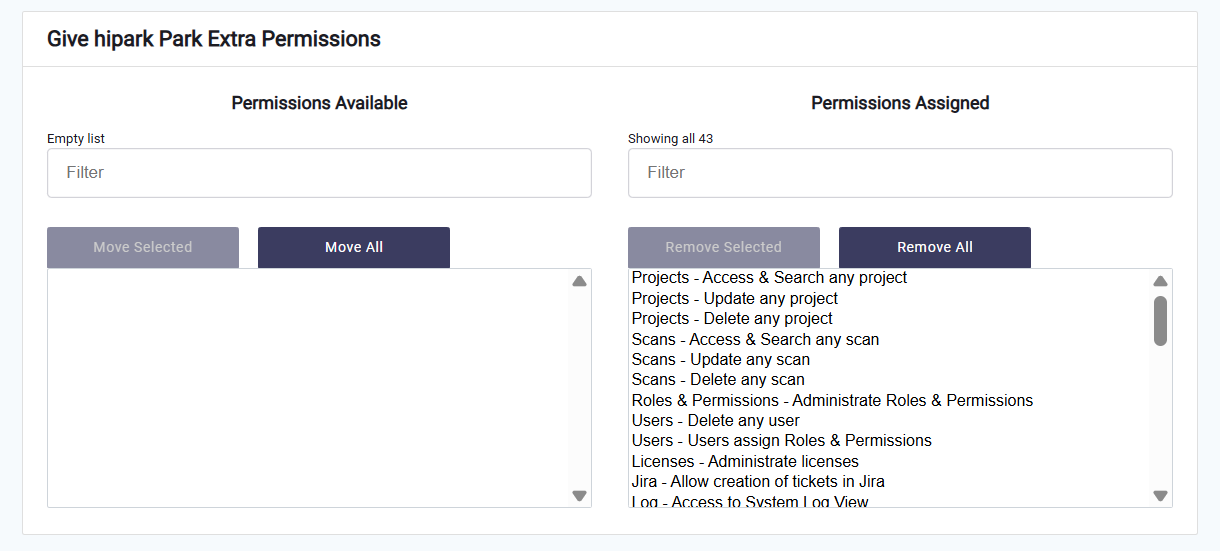 Give hipark Park Extra Permissions
Permissions Available
Empty list
Filter
Move Selected
Move All
Permissions Assigned
Showing all 43
Filter
Remove Selected
Remove All
Projects - Access & Search any project
Projects - Update any project
Projects - Delete any project
Scans - Access & Search any scan
Scans - Update any scan
Scans - Delete any scan
Roles & Permissions - Administrate Roles & Permissions
Users - Delete any user
Users - Users assign Roles & Permissions
Licenses - Administrate licenses
Jira - Allow creation of tickets in Jira
Log - Access to System Log View